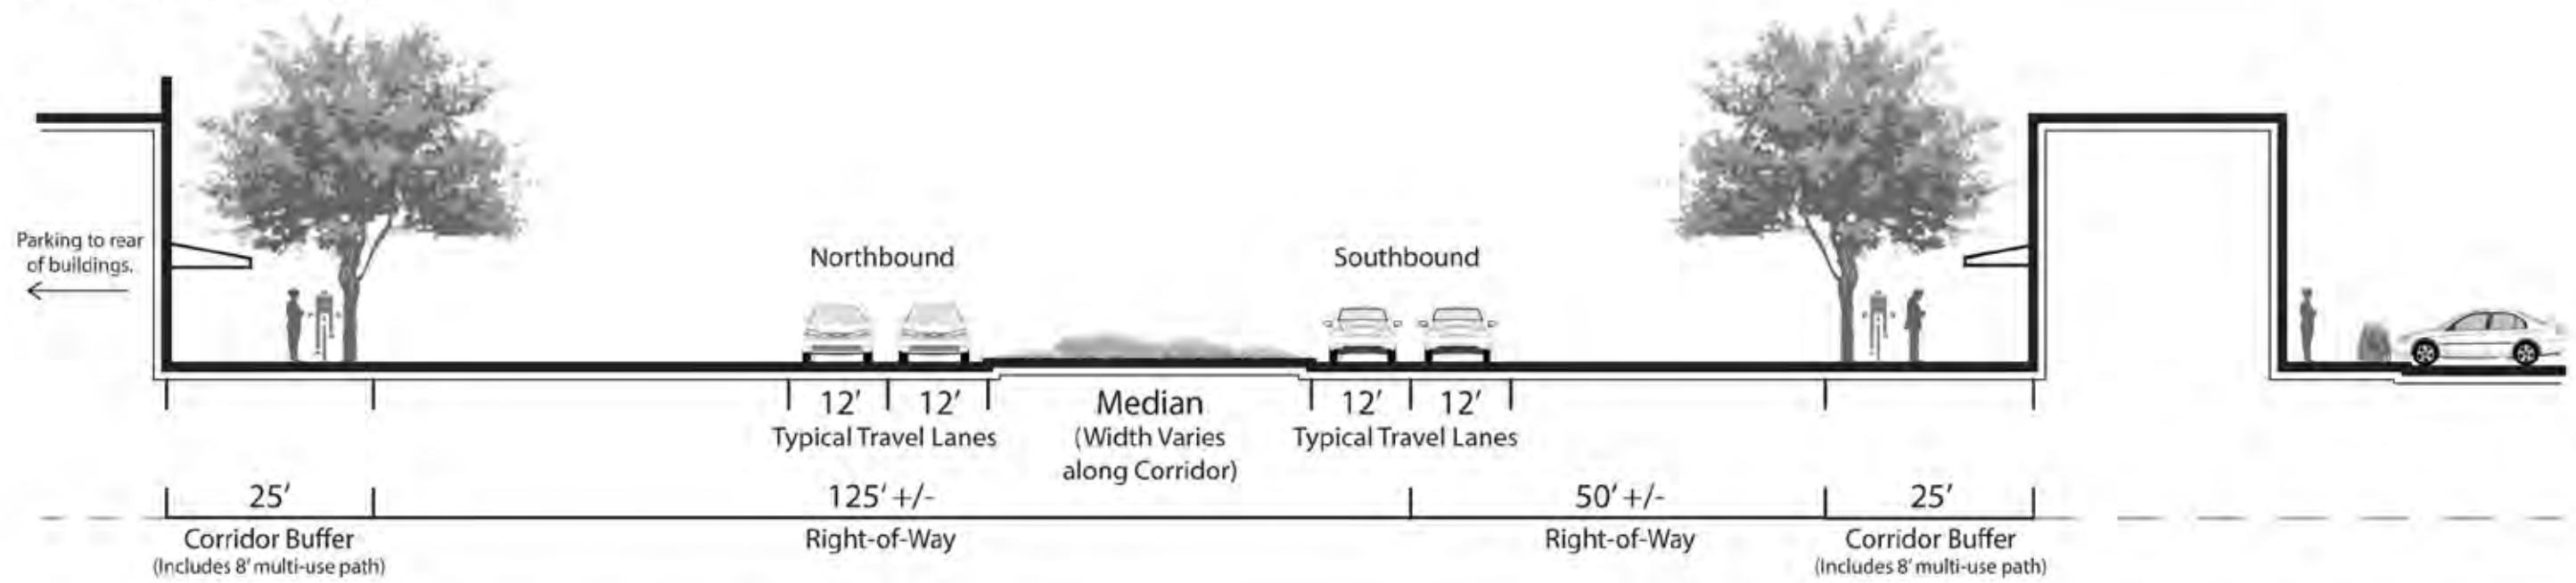 Parking to rear
of buildings.
Northbound
Southbound
12' 12'
Typical Travel Lanes
Median
(Width Varies
along Corridor)
12' 12'
Typical Travel Lanes
25'
Corridor Buffer
(Includes 8' multi-use path)
125' +/-
Right-of-Way
50' +/-
Right-of-Way
25'
Corridor Buffer
(Includes 8' multi-use path)